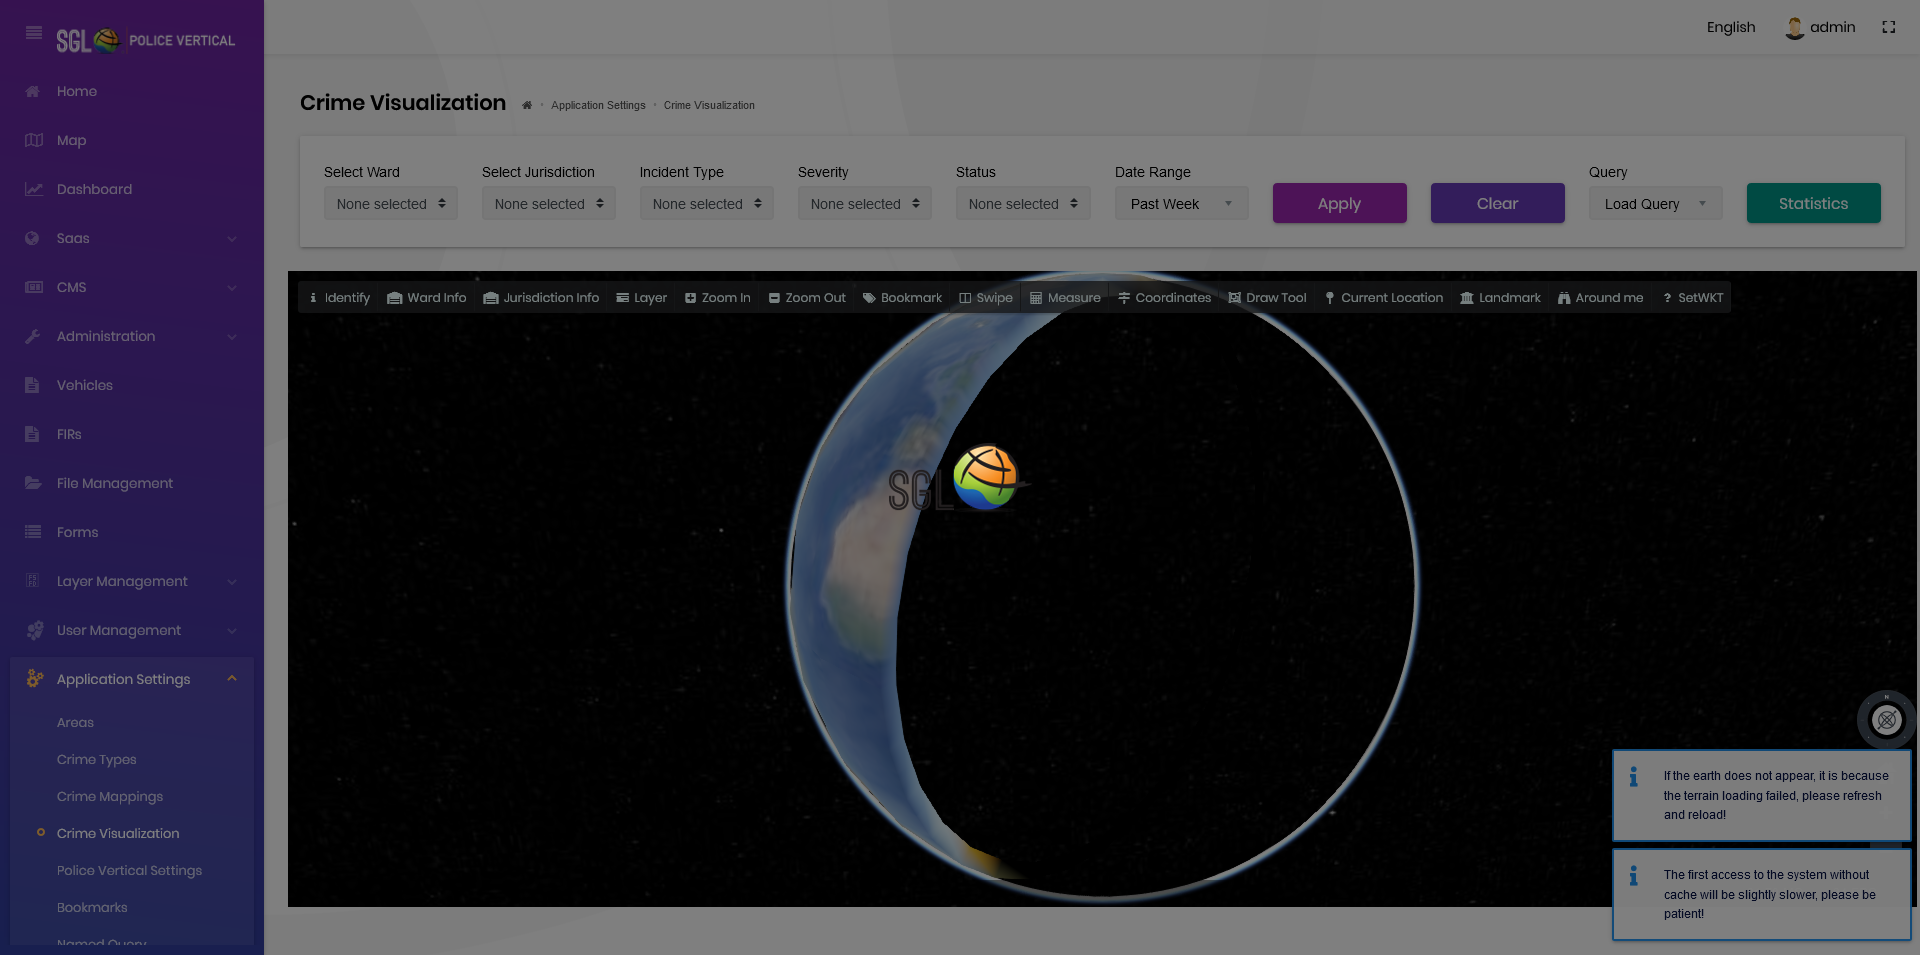 SGL POLICE VERTICAL
English
admin
Home
Map
Dashboard
Saas
CMS
Administration
Vehicles
FIRs
File Management
Forms
Layer Management
User Management
Application Settings
Areas
Crime Types
Crime Mappings
Crime Visualization
Police Vertical Settings
Bookmarks
Named Query
Crime Visualization
Application Settings
Crime Visualization
Select Ward
Select Jurisdiction
Incident Type
Severity
Status
Date Range
Query
None selected
None selected
None selected
None selected
None selected
Past Week
Apply
Clear
Load Query
Statistics
Identify
Ward Info
Jurisdiction Info
Layer
Zoom In
Zoom Out
Bookmark
Swipe
Measure
Coordinates
Draw Tool
Current Location
Landmark
Around me
? SetWKT
SGL
N
If the earth does not appear, it is because
the terrain loading failed, please refresh
and reload!
The first access to the system without
cache will be slightly slower, please be
patient!